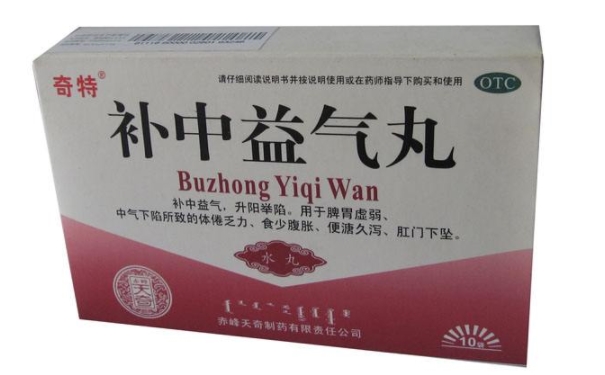 奇特®
请仔细阅读说明书并按说明使用或在药师指导下购买和使用
OTC
补中益气丸
Buzhong Yiqi Wan
补中益气，升阳举陷。用于脾胃虚弱、
中气下陷所致的体倦乏力、食少腹胀、便溏久泻、肛门下坠。
水丸
天奇
赤峰天奇制药有限责任公司
10袋